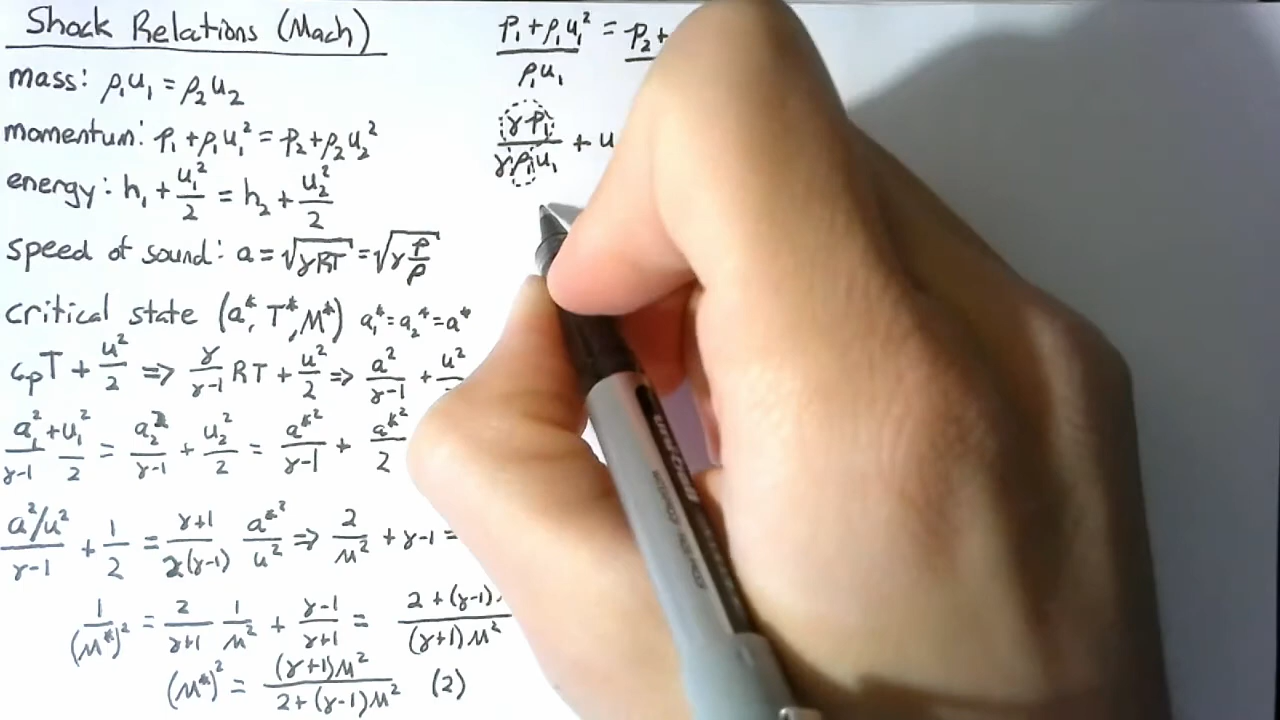 Shock Relations (Mach)
mass: ρ₁u₁ = ρ₂u₂
momentum: p₁ + ρ₁u₁² = p₂ + ρ₂u₂²
energy: h₁ + u₁²/2 = h₂ + u₂²/2
speed of sound: a = √(γRT) = √(γ p/ρ)
critical state (a*, T*, M*) a₁* = a₂* = a*
cₚT + u²/2 ⇒ γ/(γ-1) RT + u²/2 ⇒ a²/(γ-1) + u²
a₁²/(γ-1) + u₁²/2 = a₂²/(γ-1) + u₂²/2 = a*²/(γ-1) + a*²/2
(a²/u²)/(γ-1) + 1/2 = (γ+1)/(2(γ-1)) a*²/u² ⇒ 2/M² + γ-1 =
1/(M*)² = 2/(γ+1) 1/M² + (γ-1)/(γ+1) = (2 + (γ-1)/((γ+1)M²
(M*)² = (γ+1)M²/(2+(γ-1)M²) (2)
(p₁ + ρ₁u₁²)/(ρ₁u₁) = p₂ +
γp₁/(γρ₁u₁) + u